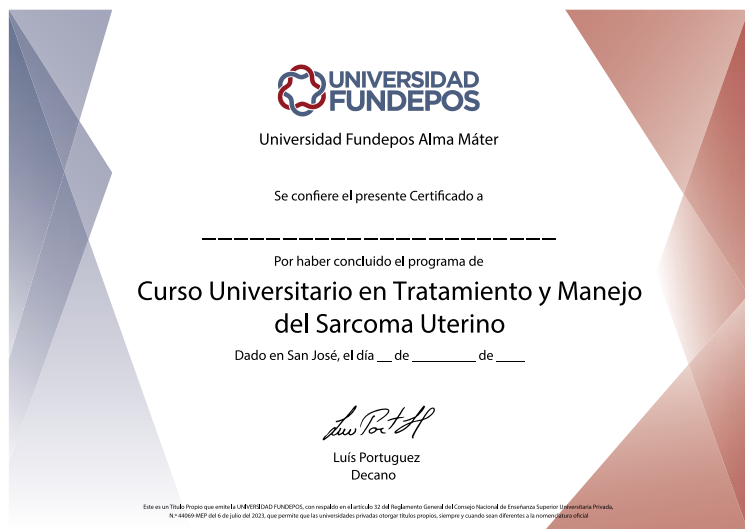 UNIVERSIDAD
FUNDEPOS
Universidad Fundepos Alma Máter
Se confiere el presente Certificado a
______________________
Por haber concluido el programa de
Curso Universitario en Tratamiento y Manejo
del Sarcoma Uterino
Dado en San José, el día __ de ________ de ____
Luís Portuguez
Decano
Este es un Título Propio que emite la UNIVERSIDAD FUNDEPOS, con respaldo en el artículo 32 del Reglamento General del Consejo Nacional de Enseñanza Superior Universitaria Privada,
N.º 44069-MEP del 6 de julio del 2023, que permite que las universidades privadas otorgar títulos propios, siempre y cuando sean diferentes a la nomenclatura oficial